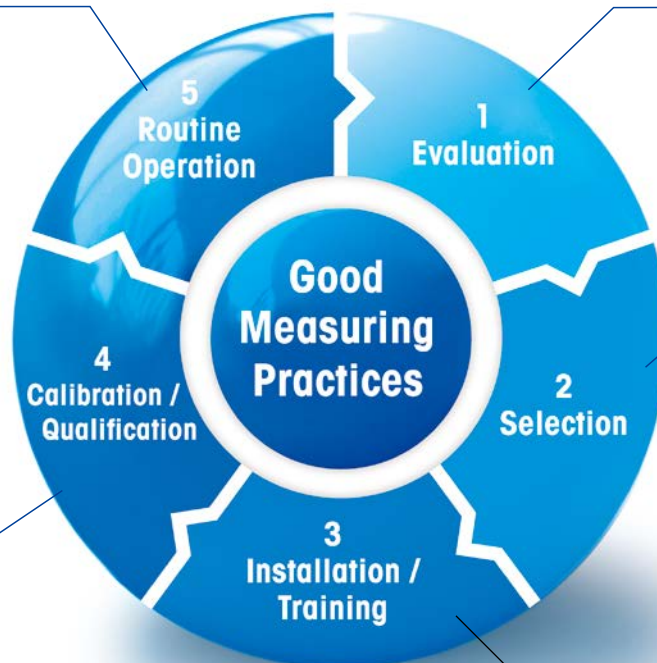 Good
Measuring
Practices
1
Evaluation
2
Selection
3
Installation /
Training
4
Calibration /
Qualification
5
Routine
Operation